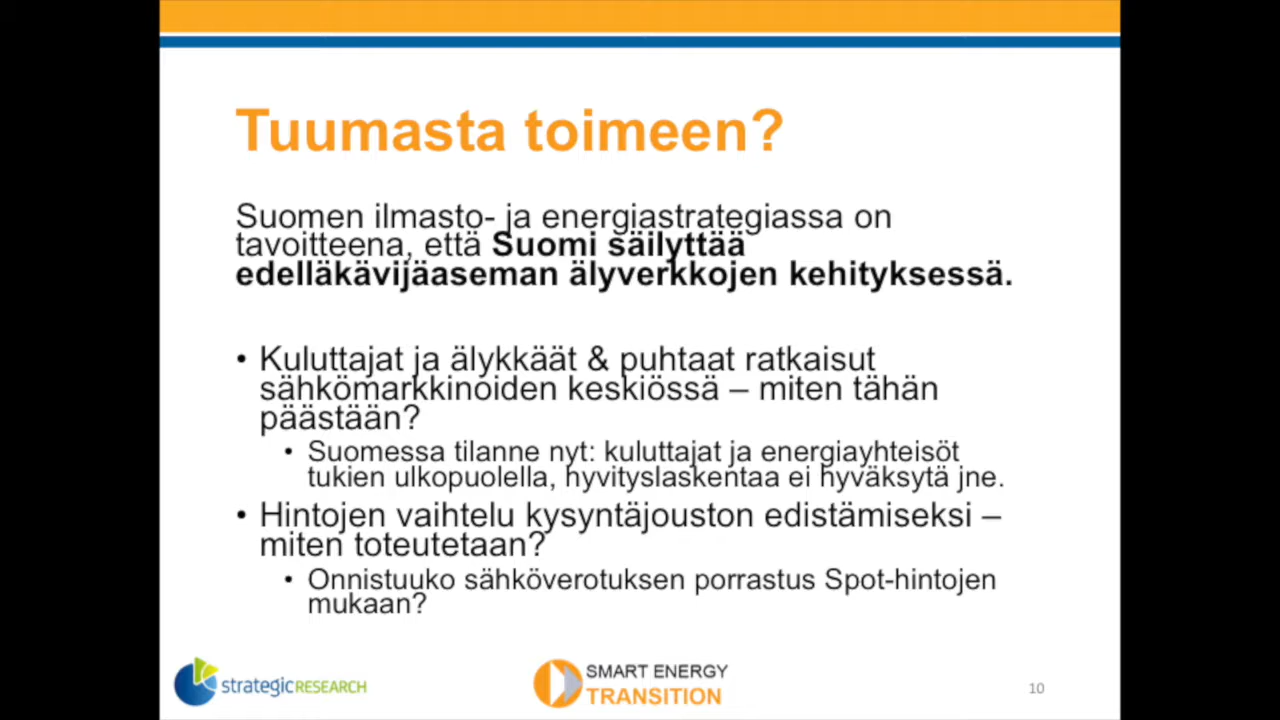 Tuumasta toimeen?
Suomen ilmasto- ja energiastrategiassa on
tavoitteena, että Suomi säilyttää
edelläkävijäaseman älyverkkojen kehityksessä.
• Kuluttajat ja älykkäät & puhtaat ratkaisut
sähkömarkkinoiden keskiössä – miten tähän
päästään?
• Suomessa tilanne nyt: kuluttajat ja energiayhteisöt
tukien ulkopuolella, hyvityslaskentaa ei hyväksytä jne.
• Hintojen vaihtelu kysyntäjouston edistämiseksi –
miten toteutetaan?
• Onnistuuko sähköverotuksen porrastus Spot-hintojen
mukaan?
strategicRESEARCH
SMART ENERGY
TRANSITION
10